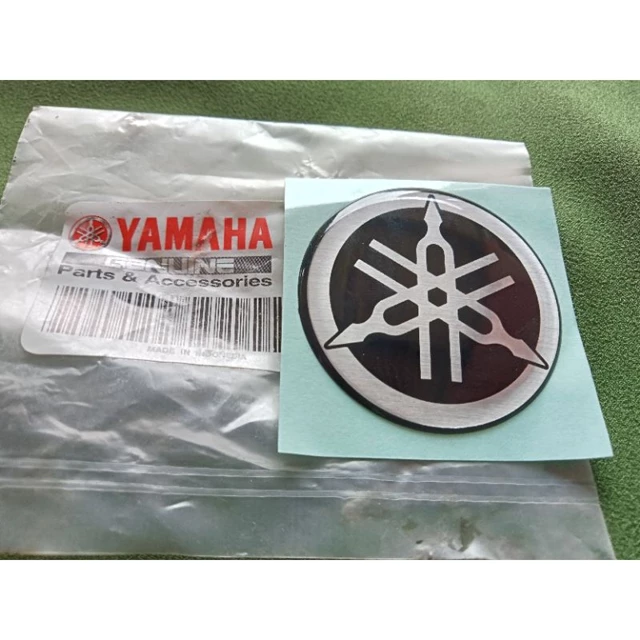 YAMAHA
GENUINE
Parts & Accessories
MADE IN INDONESIA